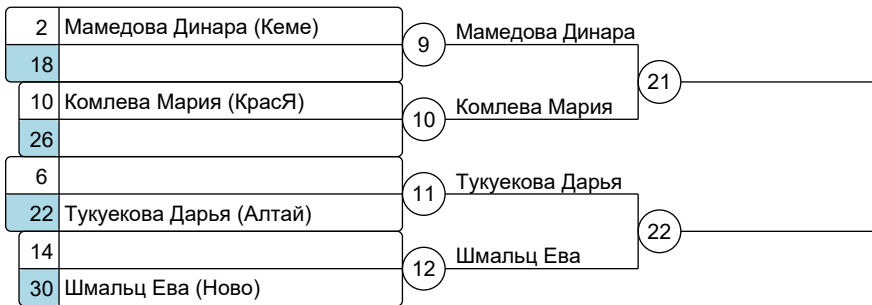 2 Мамедова Динара (Кеме)
9 Мамедова Динара
18
21
10 Комлева Мария (КрасЯ)
10 Комлева Мария
26
6
11 Тукуекова Дарья
22 Тукуекова Дарья (Алтай)
22
14
12 Шмальц Ева
30 Шмальц Ева (Ново)